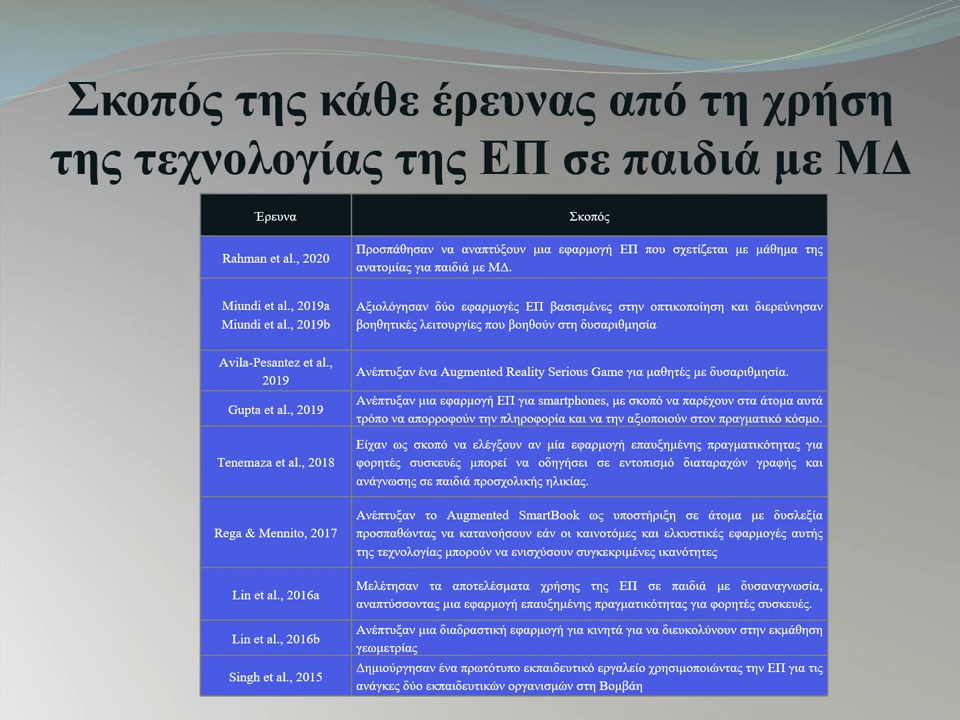 Σκοπός της κάθε έρευνας από τη χρήση
της τεχνολογίας της ΕΠ σε παιδιά με ΜΔ
Έρευνα
Σκοπός
Rahman et al., 2020
Προσπάθησαν να αναπτύξουν μια εφαρμογή ΕΠ που σχετίζεται με μάθημα της
ανατομίας για παιδιά με ΜΔ.
Miundi et al., 2019a
Miundi et al., 2019b
Αξιολόγησαν δύο εφαρμογές ΕΠ βασισμένες στην οπτικοποίηση και διερεύνησαν
βοηθητικές λειτουργίες που βοηθούν στη δυσαριθμησία
Avila-Pesantez et al.,
2019
Ανέπτυξαν ένα Augmented Reality Serious Game για μαθητές με δυσαριθμησία.
Gupta et al., 2019
Ανέπτυξαν μια εφαρμογή ΕΠ για smartphones, με σκοπό να παρέχουν στα άτομα αυτά
τρόπο να απορροφούν την πληροφορία και να την αξιοποιούν στον πραγματικό κόσμο.
Tenemaza et al., 2018
Είχαν ως σκοπό να ελέγξουν αν μία εφαρμογή επαυξημένης πραγματικότητας για
φορητές συσκευές μπορεί να οδηγήσει σε εντοπισμό διαταραχών γραφής και
ανάγνωσης σε παιδιά προσχολικής ηλικίας.
Rega & Mennito, 2017
Ανέπτυξαν το Augmented SmartBook ως υποστήριξη σε άτομα με δυσλεξία
προσπαθώντας να κατανοήσουν εάν οι καινοτόμες και ελκυστικές εφαρμογές αυτής
της τεχνολογίας μπορούν να ενισχύσουν συγκεκριμένες ικανότητες
Lin et al., 2016a
Μελέτησαν τα αποτελέσματα χρήσης της ΕΠ σε παιδιά με δυσαναγνωσία,
αναπτύσσοντας μια εφαρμογή επαυξημένης πραγματικότητας για φορητές συσκευές.
Lin et al., 2016b
Ανέπτυξαν μια διαδραστική εφαρμογή για κινητά για να διευκολύνουν στην εκμάθηση
γεωμετρίας
Singh et al., 2015
Δημιούργησαν ένα πρωτότυπο εκπαιδευτικό εργαλείο χρησιμοποιώντας την ΕΠ για τις
ανάγκες δύο εκπαιδευτικών οργανισμών στη Βομβάη